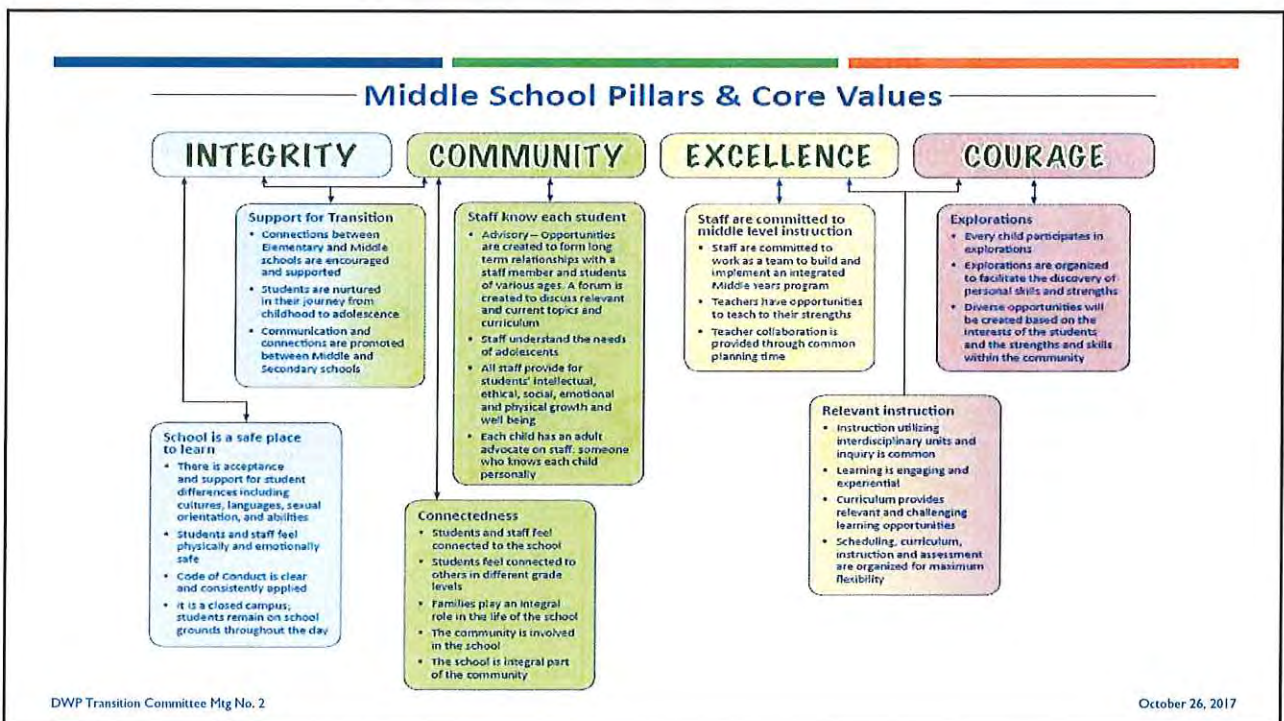 Middle School Pillars & Core Values
INTEGRITY
COMMUNITY
EXCELLENCE
COURAGE
Support for Transition
• Connections between
Elementary and Middle
schools are encouraged
and supported
• Students are nurtured
in their journey from
childhood to adolescence
• Communication and
connections are promoted
between Middle and
Secondary schools
Staff know each student
• Advisory – Opportunities
are created to form long
term relationships with a
staff member and students
of various ages. A forum is
created to discuss relevant
and current topics and
curriculum
• Staff understand the needs
of adolescents
• All staff provide for
students' intellectual,
ethical, social, emotional
and physical growth and
well being
• Each child has an adult
advocate on staff; someone
who knows each child
personally
Staff are committed to
middle level instruction
• Staff are committed to
work as a team to build and
implement an integrated
Middle years program
• Teachers have opportunities
to teach to their strengths
• Teacher collaboration is
provided through common
planning time
Explorations
• Every child participates in
explorations
• Explorations are organized
to facilitate the discovery of
personal skills and strengths
• Diverse opportunities will
be created based on the
interests of the students
and the strengths and skills
within the community
School is a safe place
to learn
• There is acceptance
and support for student
differences including
cultures, languages, sexual
orientation, and abilities
• Students and staff feel
physically and emotionally
safe
• Code of Conduct is clear
and consistently applied
• It is a closed campus;
students remain on school
grounds throughout the day
Connectedness
• Students and staff feel
connected to the school
• Students feel connected to
others in different grade
levels
• Families play an integral
role in the life of the school
• The community is involved
in the school
• The school is integral part
of the community
Relevant instruction
• Instruction utilizing
interdisciplinary units and
inquiry is common
• Learning is engaging and
experiential
• Curriculum provides
relevant and challenging
learning opportunities
• Scheduling, curriculum,
instruction and assessment
are organized for maximum
flexibility
DWP Transition Committee Mtg No. 2
October 26, 2017